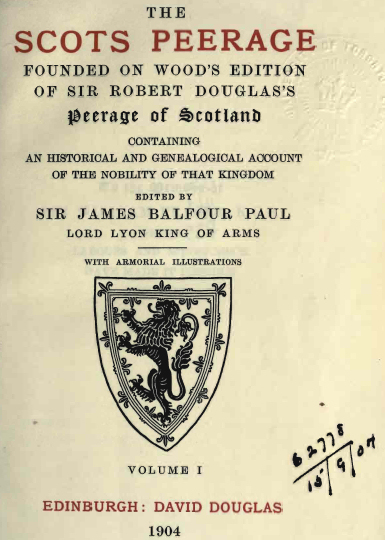 THE
SCOTS PEERAGE
FOUNDED ON WOOD'S EDITION
OF SIR ROBERT DOUGLAS'S
Peerage of Scotland
CONTAINING
AN HISTORICAL AND GENEALOGICAL ACCOUNT
OF THE NOBILITY OF THAT KINGDOM
EDITED BY
SIR JAMES BALFOUR PAUL
LORD LYON KING OF ARMS
WITH ARMORIAL ILLUSTRATIONS
VOLUME I
62778
15/9/04
EDINBURGH: DAVID DOUGLAS
1904